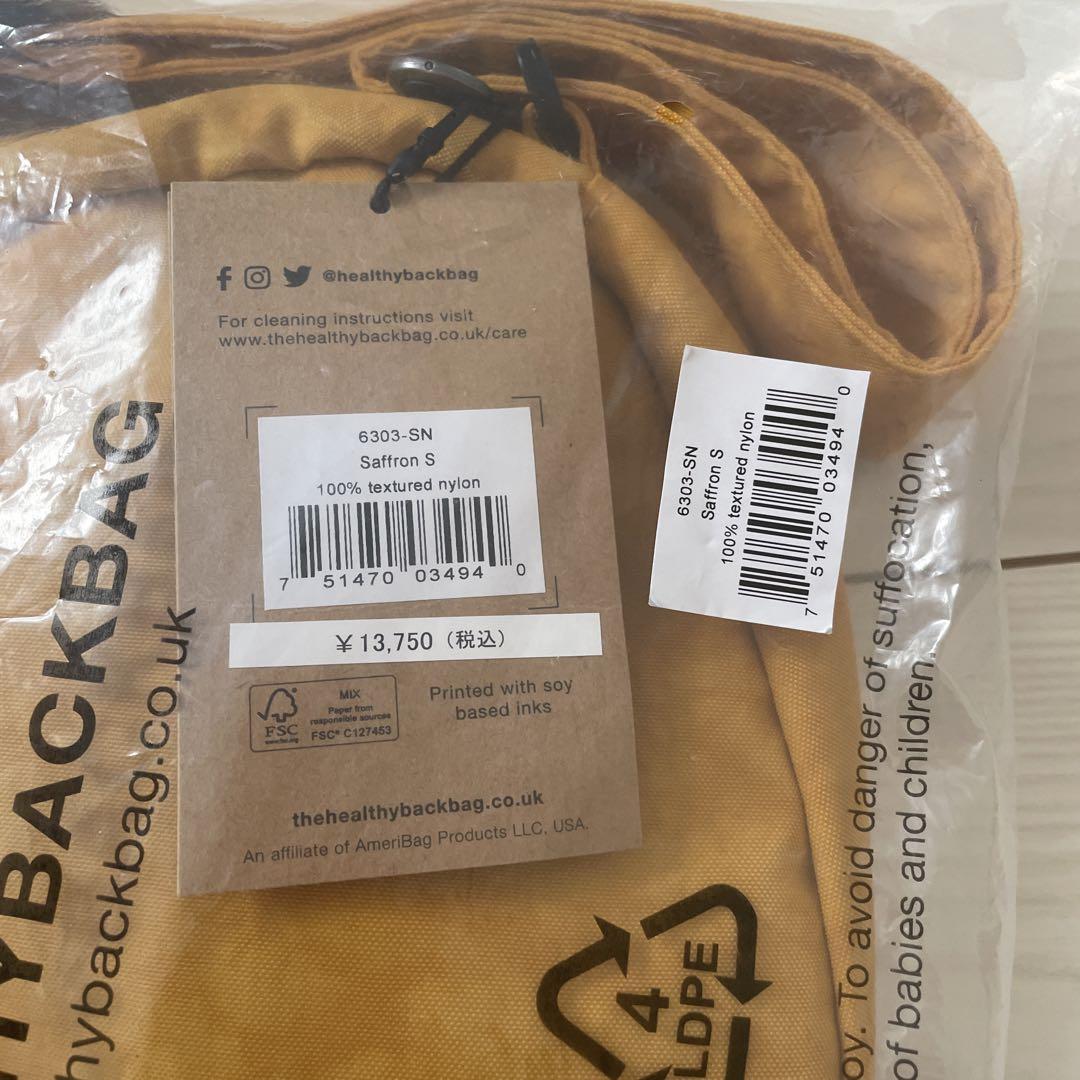 @healthybackbag
For cleaning instructions visit
www.thehealthybackbag.co.uk/care
6303-SN
Saffron S
100% textured nylon
7 51470 03494 0
¥13,750（税込）
FSC
www.fsc.org
MIX
Paper from
responsible sources
FSC® C127453
Printed with soy
based inks
thehealthybackbag.co.uk
An affiliate of AmeriBag Products LLC, USA.
6303-SN
Saffron S
100% textured nylon
7 51470 03494 0
YBACKBAG
hybackbag.co.uk
4
LDPE
oy. To avoid danger of suffocation,
of babies and children.